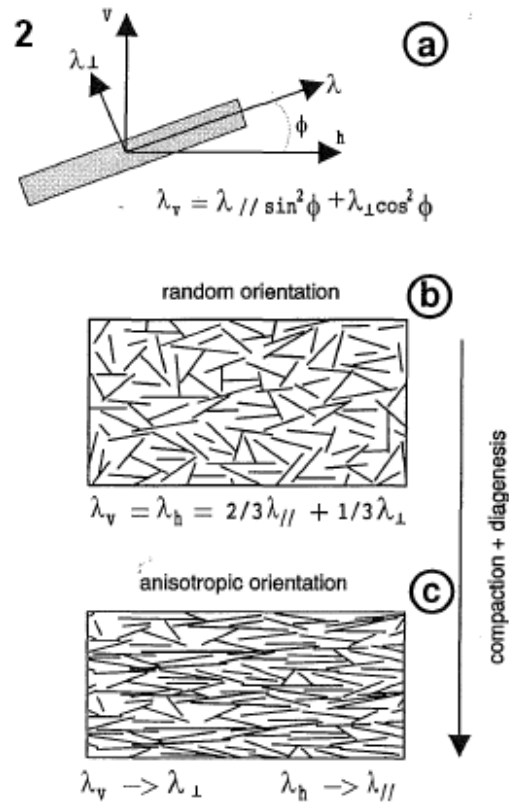 2
V
a
λ⊥
λ
ϕ
h
λv = λ// sin²ϕ + λ⊥cos²ϕ
random orientation
b
λv = λh = 2/3λ// + 1/3λ⊥
compaction + diagenesis
anisotropic orientation
c
λv —> λ⊥ λh —> λ//